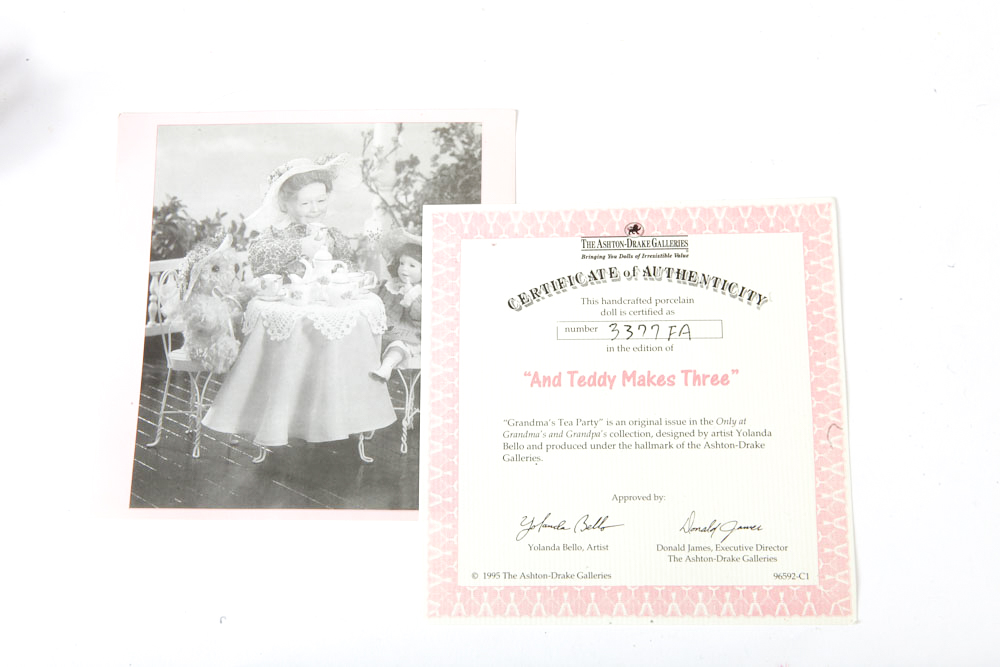 THE ASHTON-DRAKE GALLERIES
Bringing You Dolls of Irresistible Value
CERTIFICATE of AUTHENTICITY
This handcrafted porcelain
doll is certified as
number 3377 FA
in the edition of
"And Teddy Makes Three"
"Grandma's Tea Party" is an original issue in the Only at
Grandma's and Grandpa's collection, designed by artist Yolanda
Bello and produced under the hallmark of the Ashton-Drake
Galleries.
Approved by:
Yolanda Bello Donald James
Yolanda Bello, Artist Donald James, Executive Director
The Ashton-Drake Galleries
© 1995 The Ashton-Drake Galleries 96592-C1